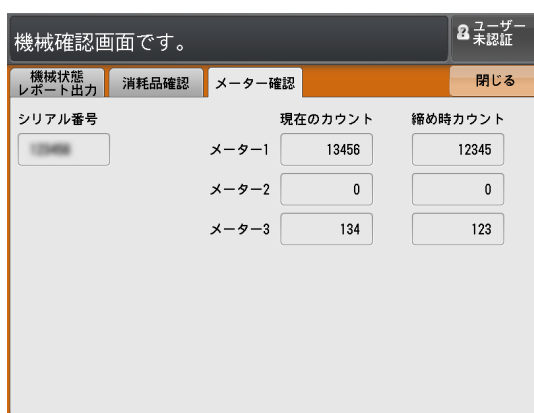 機械確認画面です。
ユーザー
未認証
機械状態
レポート出力
消耗品確認
メーター確認
閉じる
シリアル番号
現在のカウント
締め時カウント
メーター1
13456
12345
メーター2
0
0
メーター3
134
123